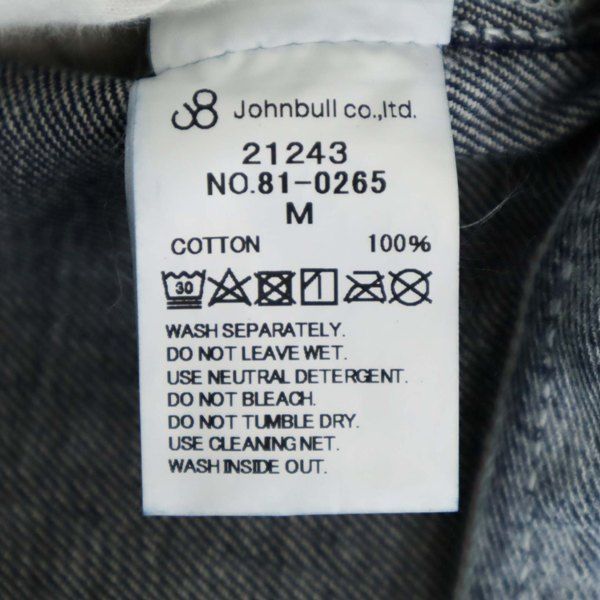 Johnbull co.,ltd.
21243
NO.81-0265
M
COTTON 100%
30
WASH SEPARATELY.
DO NOT LEAVE WET.
USE NEUTRAL DETERGENT.
DO NOT BLEACH.
DO NOT TUMBLE DRY.
USE CLEANING NET.
WASH INSIDE OUT.